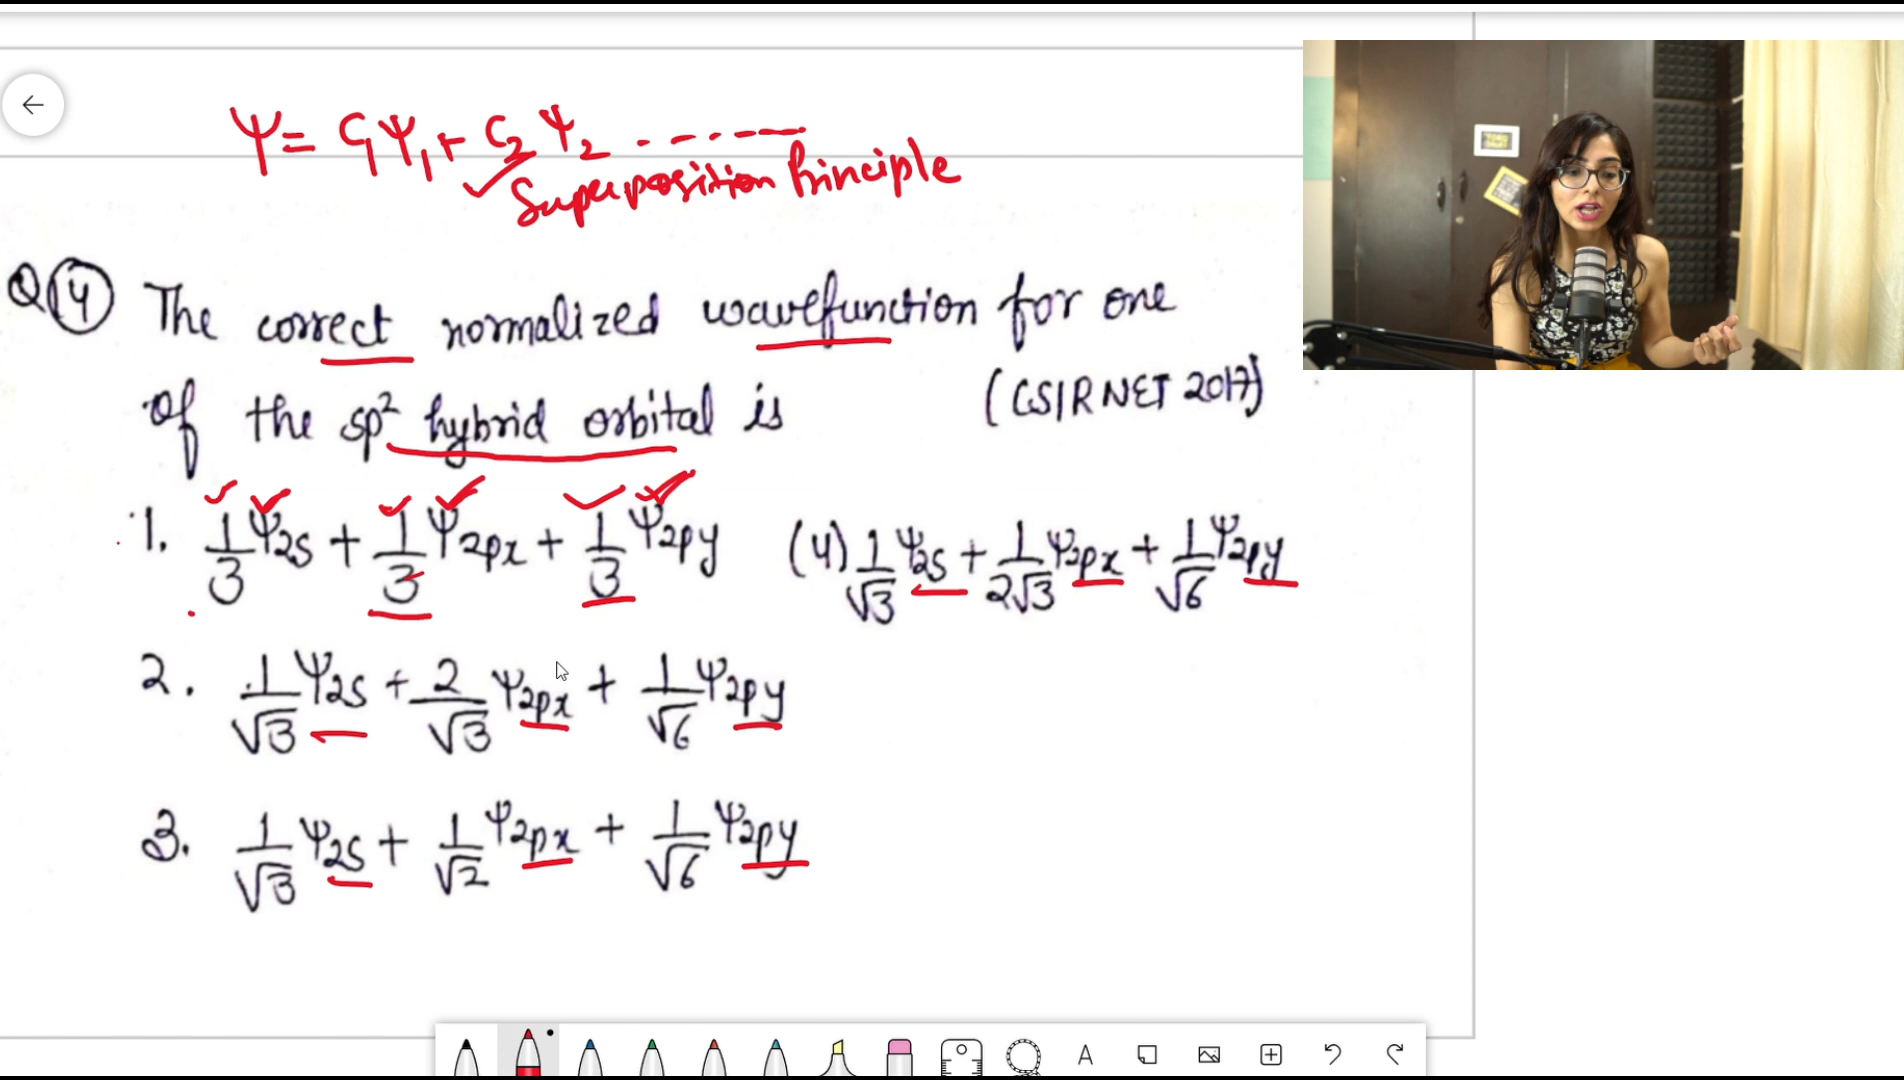 Ψ = C₁Ψ₁ + C₂Ψ₂ -------
Superposition Principle
Q(4) The correct normalized wavefunction for one
of the sp² hybrid orbital is (CSIR NET 2017)
1. 1/3 Ψ2s + 1/3 Ψ2px + 1/3 Ψ2py (4) 1/√3 Ψ2s + 1/2√3 Ψ2px + 1/√6 Ψ2py
2. 1/√3 Ψ2s + 2/√3 Ψ2px + 1/√6 Ψ2py
3. 1/√3 Ψ2s + 1/√2 Ψ2px + 1/√6 Ψ2py
A